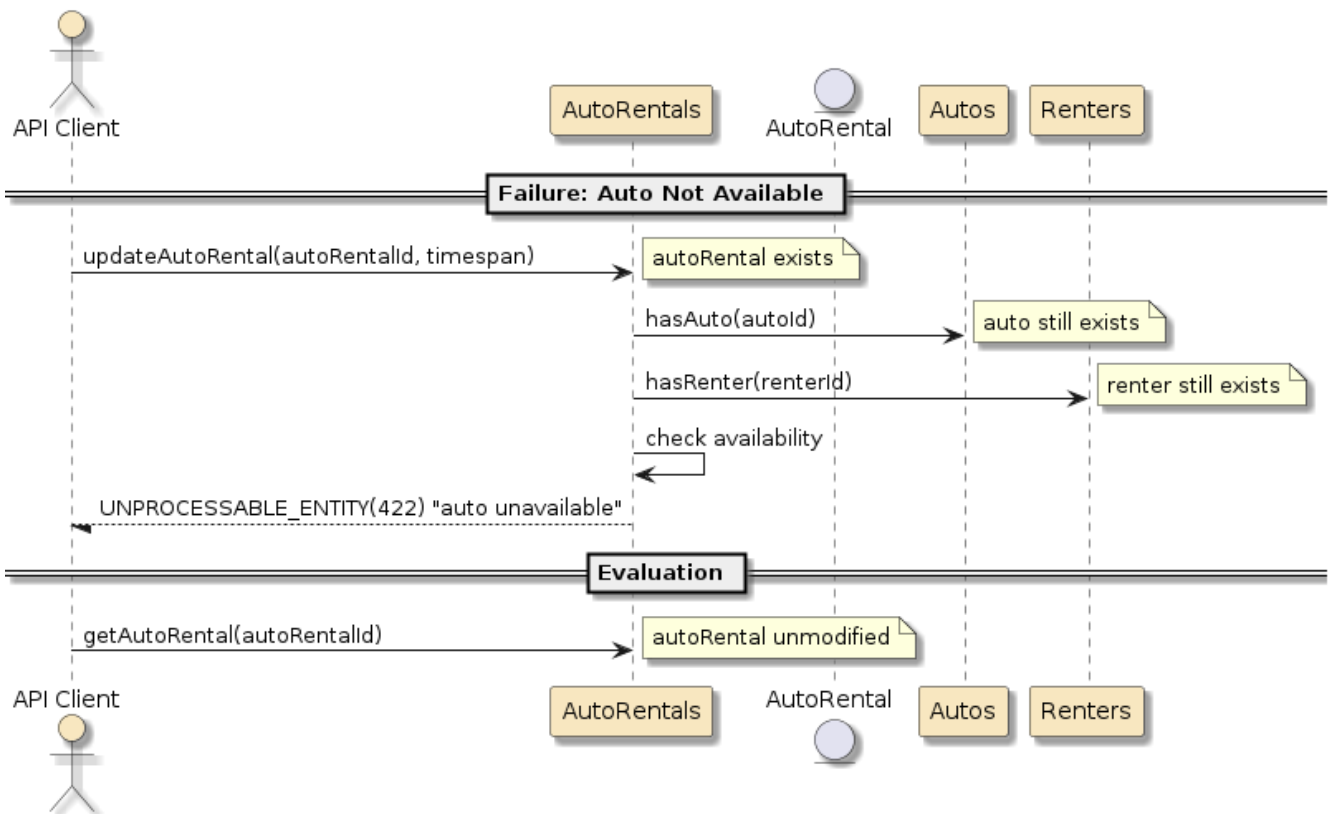 API Client
AutoRentals
AutoRental
Autos
Renters
Failure: Auto Not Available
updateAutoRental(autoRentalId, timespan)
autoRental exists
hasAuto(autoId)
auto still exists
hasRenter(renterId)
renter still exists
check availability
UNPROCESSABLE_ENTITY(422) "auto unavailable"
Evaluation
getAutoRental(autoRentalId)
autoRental unmodified
API Client
AutoRentals
AutoRental
Autos
Renters